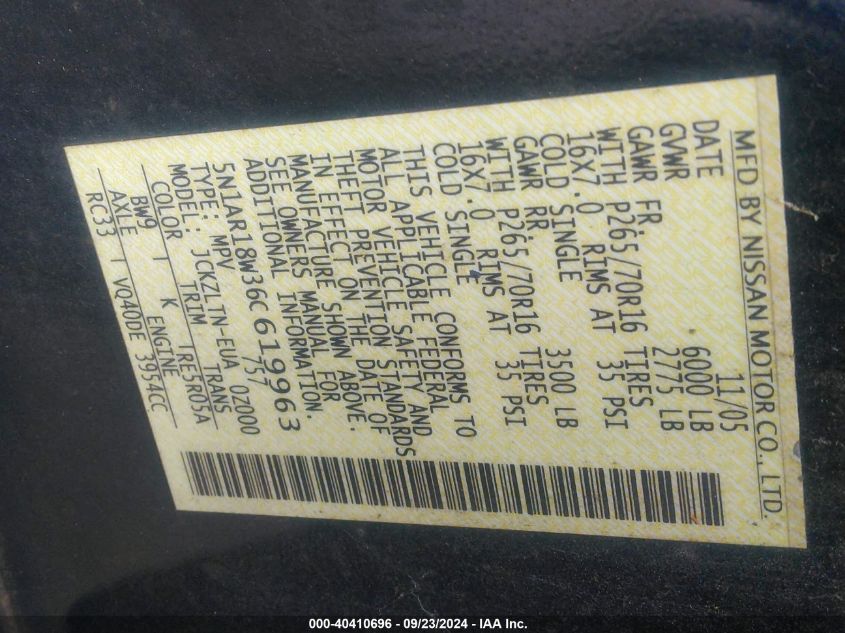 MFD BY NISSAN MOTOR CO., LTD.
DATE 11/05
GVWR 6000 LB
GAWR FR. 2775 LB
WITH P265/70R16 TIRES
16X7.0 RIMS AT 35 PSI
COLD SINGLE
GAWR RR. 3500 LB
WITH P265/70R16 TIRES
16X7.0 RIMS AT 35 PSI
COLD SINGLE
THIS VEHICLE CONFORMS TO
ALL APPLICABLE FEDERAL
MOTOR VEHICLE SAFETY AND
THEFT PREVENTION STANDARDS
IN EFFECT ON THE DATE OF
MANUFACTURE SHOWN ABOVE.
SEE OWNERS MANUAL FOR
ADDITIONAL INFORMATION.
5N1AR18W36C619963
TYPE: MPV 757
MODEL: JCKZLTN-EUA 0Z000
COLOR TRIM TRANS
BW9 K TRE5R05A
AXLE ENGINE
RC33 VQ40DE 3954CC
000-40410696 - 09/23/2024 - IAA Inc.